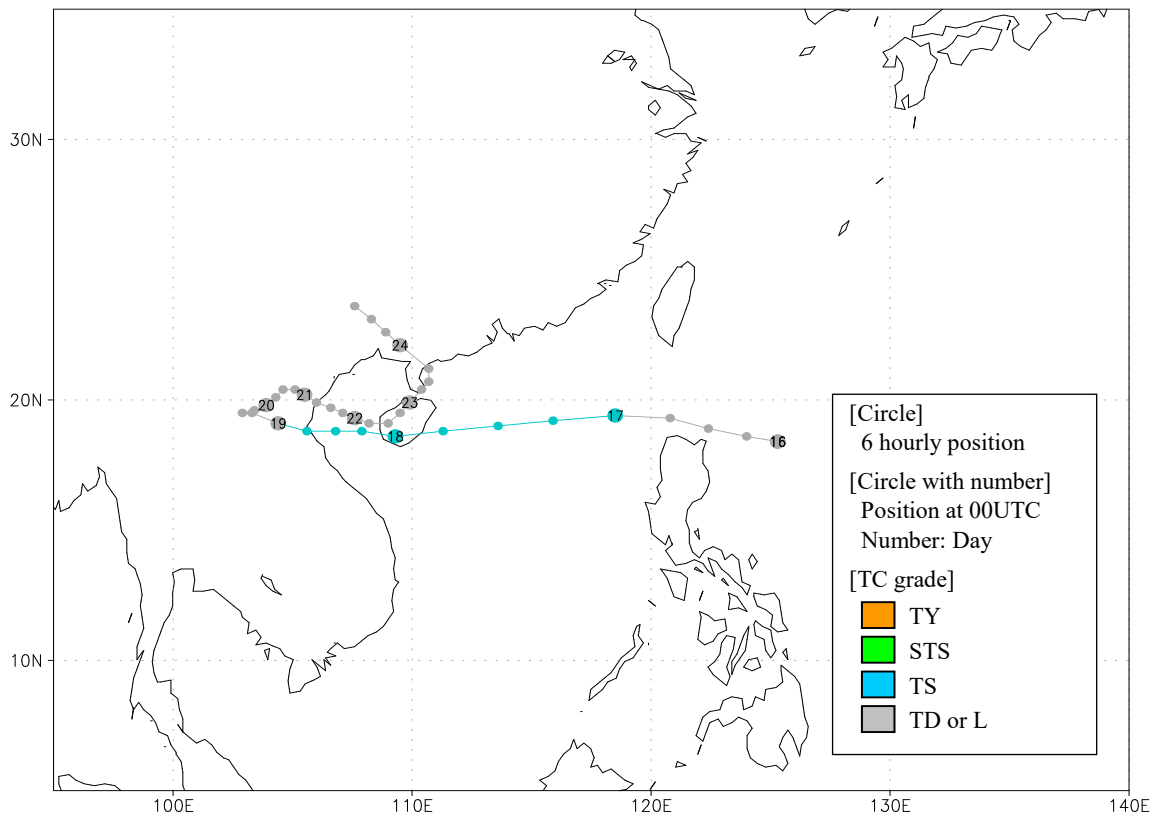 30N
24
20
21
23
20N
22
19
17
18
16
[Circle]
6 hourly position
[Circle with number]
Position at 00UTC
Number: Day
[TC grade]
TY
STS
TS
TD or L
10N
100E 110E 120E 130E 140E